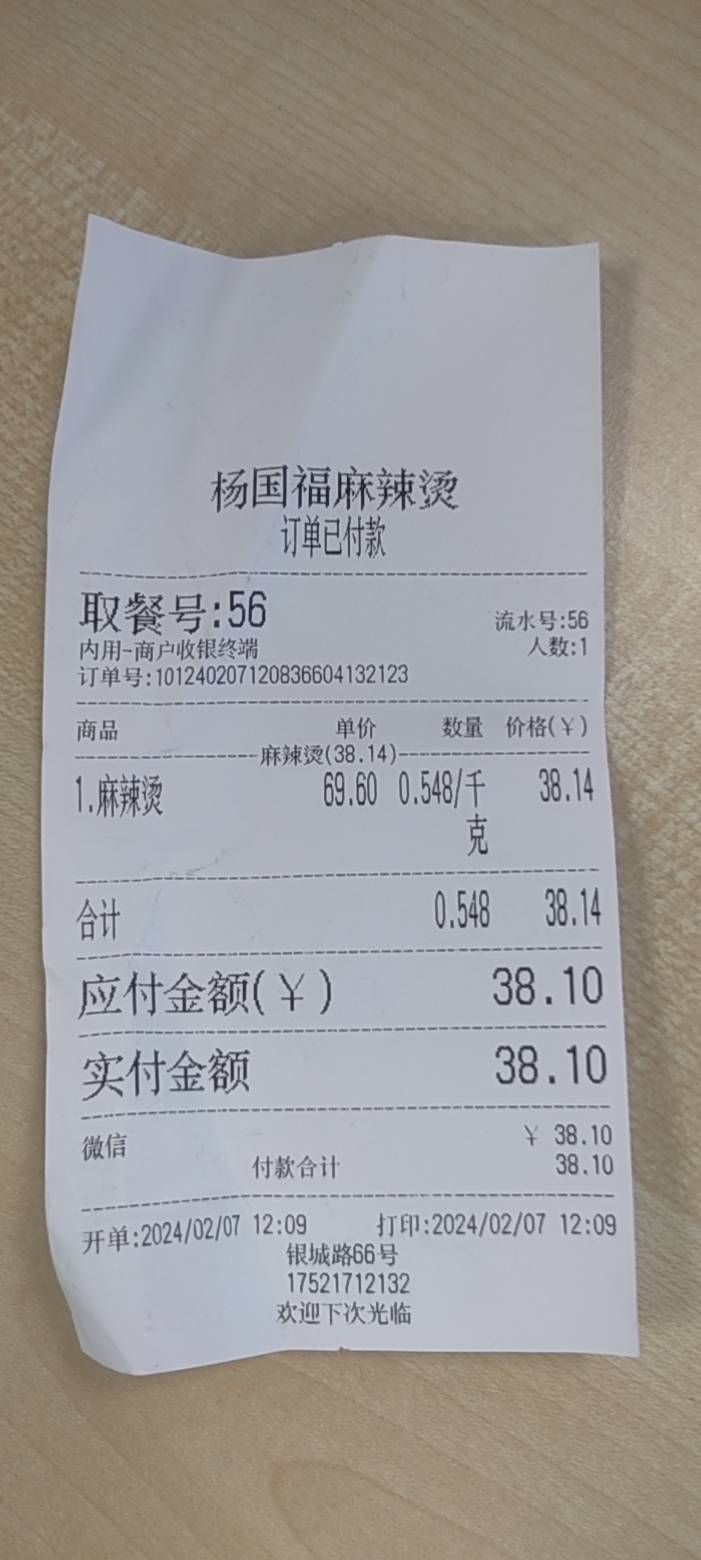 杨国福麻辣烫
订单已付款
取餐号:56
流水号:56
内用-商户收银终端 人数:1
订单号:101240207120836604132123
商品 单价 数量 价格(¥)
麻辣烫(38.14)
1.麻辣烫 69.60 0.548/千克 38.14
合计 0.548 38.14
应付金额(¥) 38.10
实付金额 38.10
微信 ¥ 38.10
付款合计 38.10
开单:2024/02/07 12:09 打印:2024/02/07 12:09
银城路66号
17521712132
欢迎下次光临